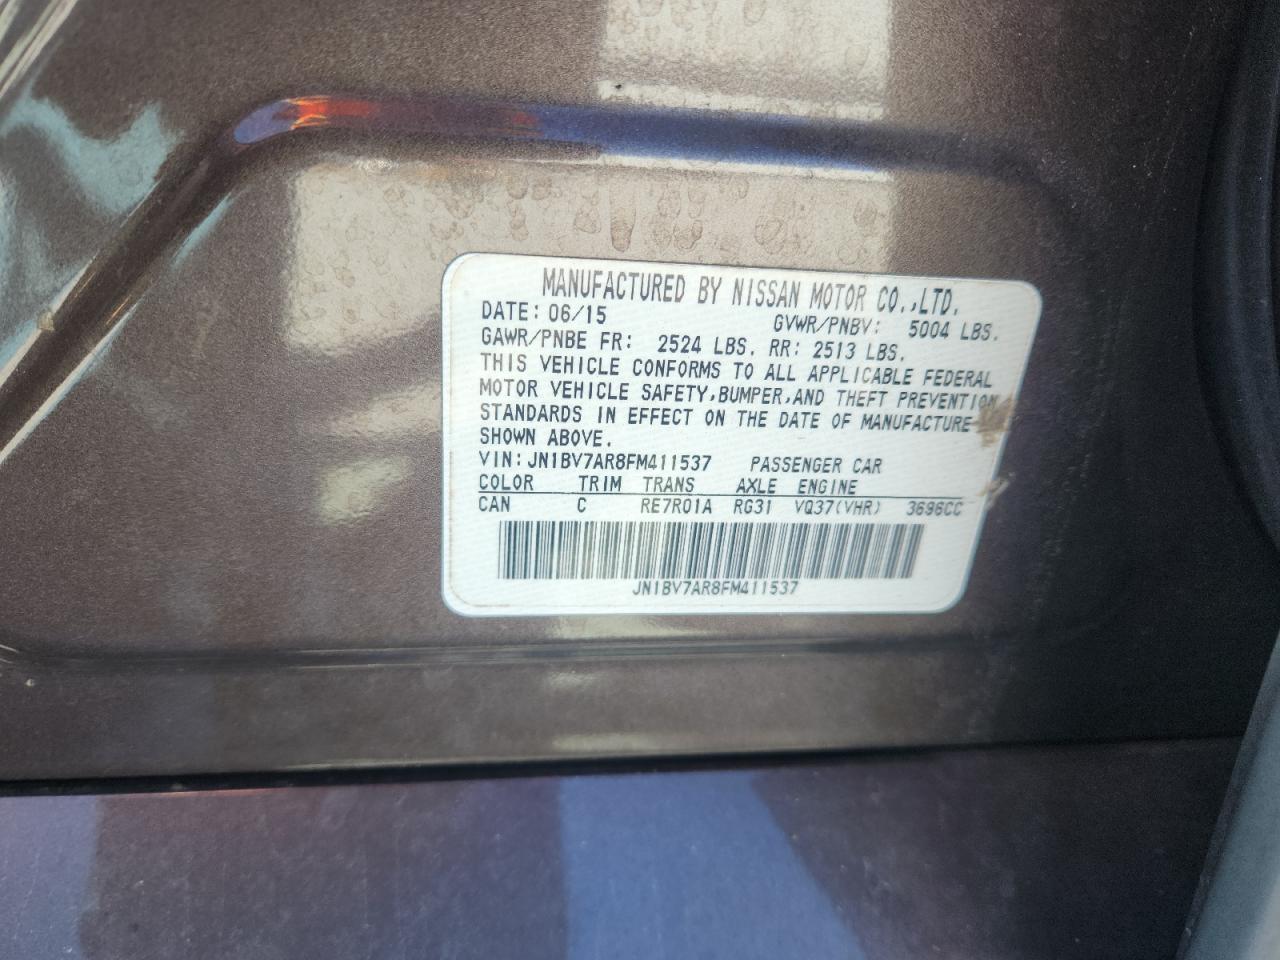 MANUFACTURED BY NISSAN MOTOR CO.,LTD.
DATE: 06/15 GVWR/PNBV: 5004 LBS.
GAWR/PNBE FR: 2524 LBS. RR: 2513 LBS.
THIS VEHICLE CONFORMS TO ALL APPLICABLE FEDERAL
MOTOR VEHICLE SAFETY,BUMPER,AND THEFT PREVENTION
STANDARDS IN EFFECT ON THE DATE OF MANUFACTURE
SHOWN ABOVE.
VIN: JN1BV7AR8FM411537 PASSENGER CAR
COLOR TRIM TRANS AXLE ENGINE
CAN C RE7R01A RG31 VQ37(VHR) 3696CC
JN1BV7AR8FM411537